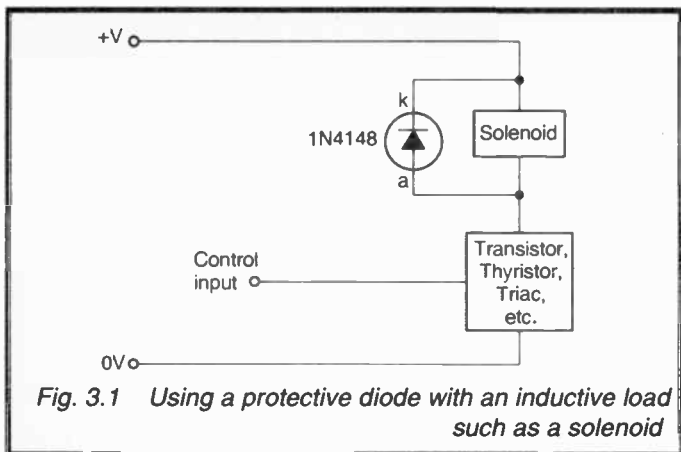 +V
k
1N4148
Solenoid
a
Transistor,
Thyristor,
Triac,
etc.
Control
input
0V
Fig. 3.1 Using a protective diode with an inductive load
such as a solenoid